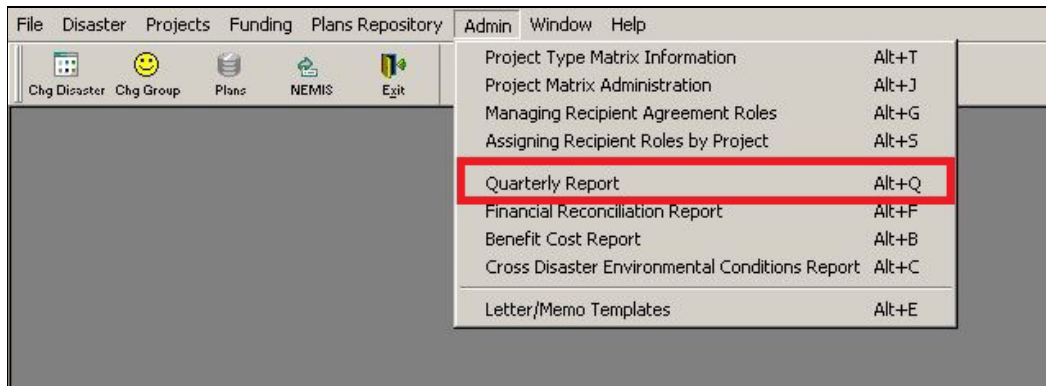 File Disaster Projects Funding Plans Repository Admin Window Help
Chg Disaster Chg Group Plans NEMIS Exit
Project Type Matrix Information Alt+T
Project Matrix Administration Alt+J
Managing Recipient Agreement Roles Alt+G
Assigning Recipient Roles by Project Alt+S
Quarterly Report Alt+Q
Financial Reconciliation Report Alt+F
Benefit Cost Report Alt+B
Cross Disaster Environmental Conditions Report Alt+C
Letter/Memo Templates Alt+E